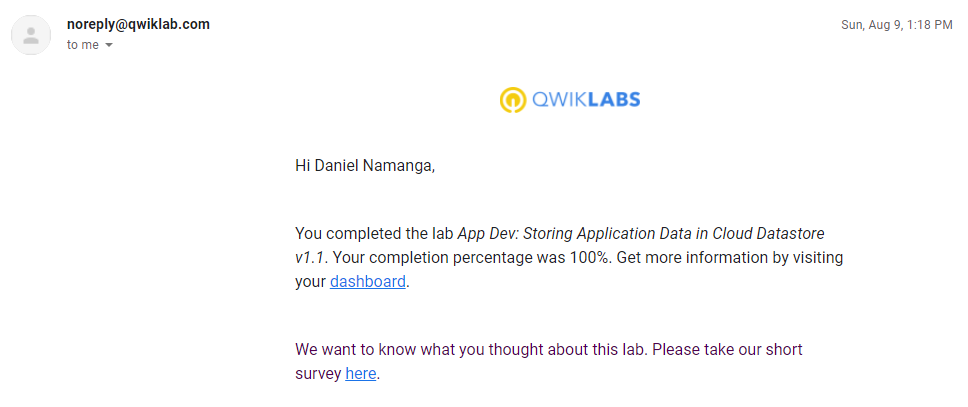 noreply@qwiklab.com
Sun, Aug 9, 1:18 PM
to me
QWIKLABS
Hi Daniel Namanga,
You completed the lab App Dev: Storing Application Data in Cloud Datastore
v1.1. Your completion percentage was 100%. Get more information by visiting
your dashboard.
We want to know what you thought about this lab. Please take our short
survey here.